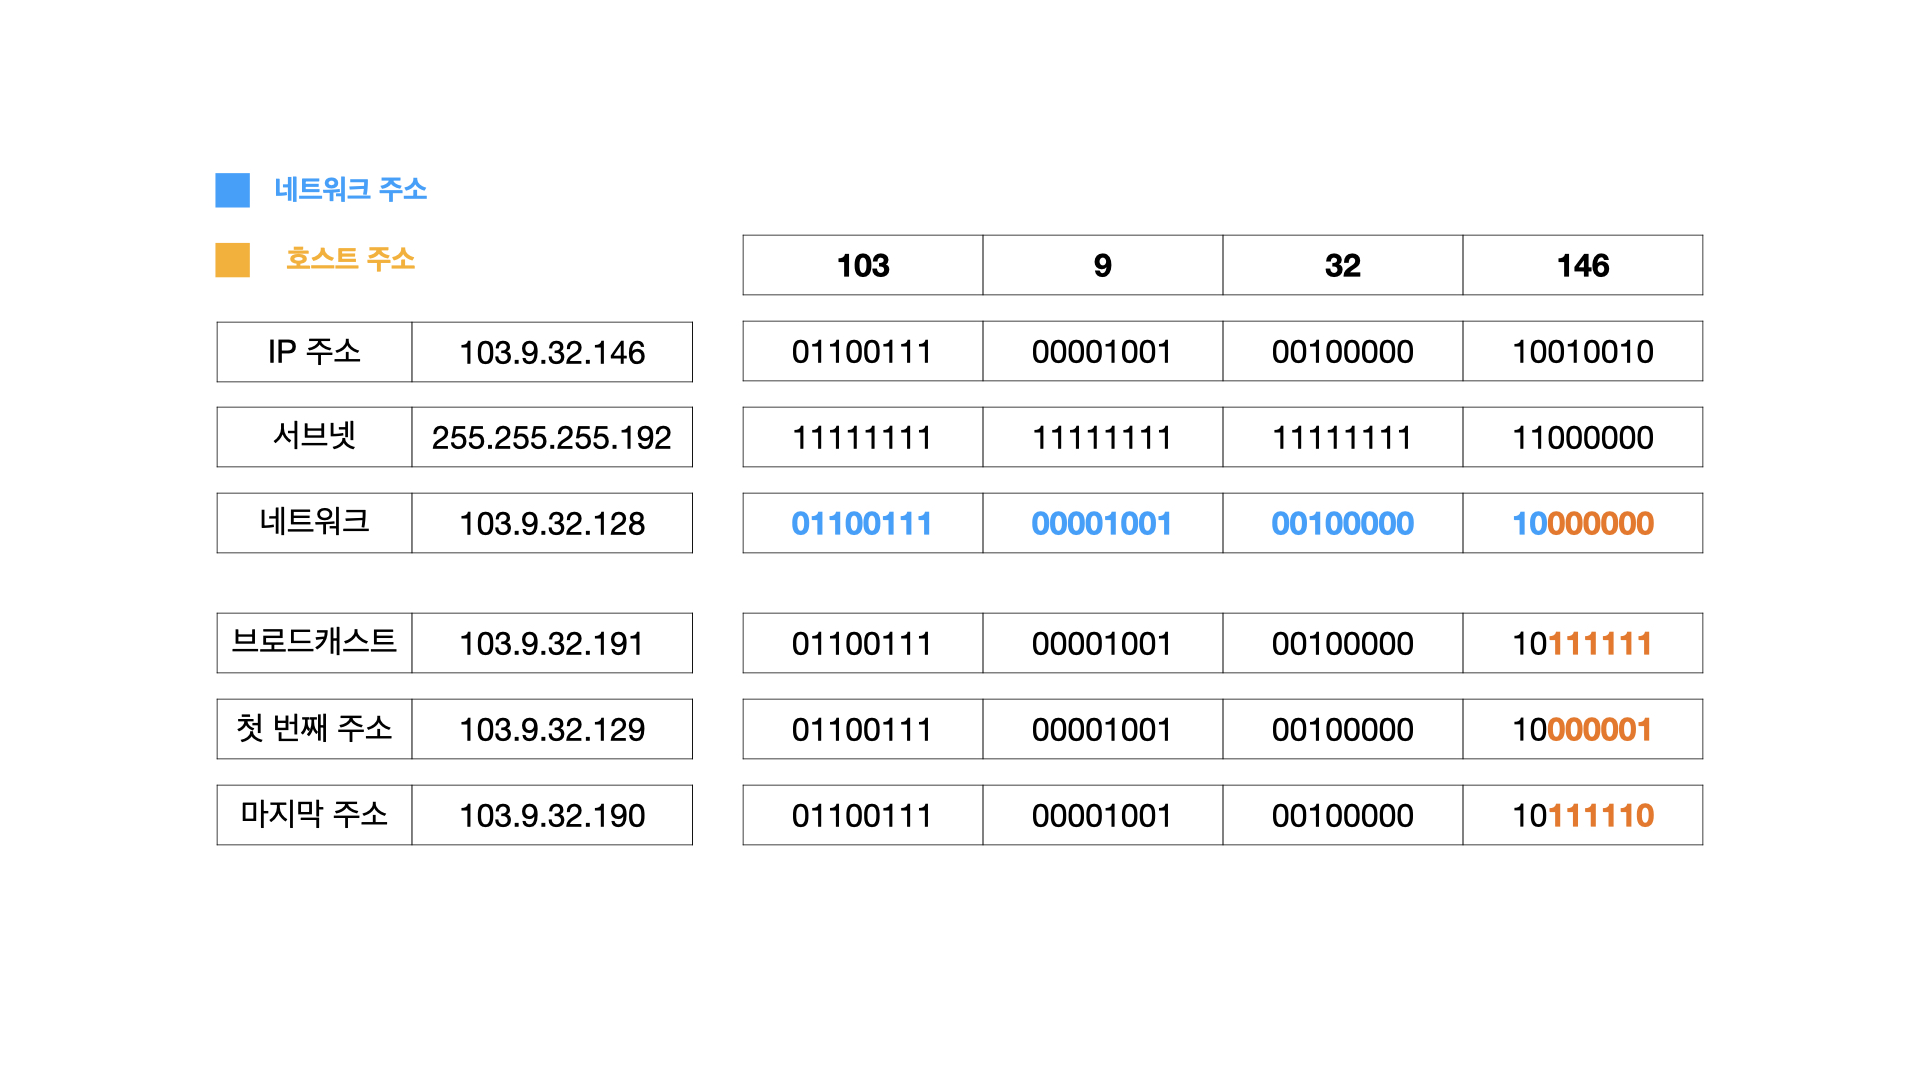 네트워크 주소
호스트 주소
103 9 32 146
IP 주소 103.9.32.146 01100111 00001001 00100000 10010010
서브넷 255.255.255.192 11111111 11111111 11111111 11000000
네트워크 103.9.32.128 01100111 00001001 00100000 10000000
브로드캐스트 103.9.32.191 01100111 00001001 00100000 10111111
첫 번째 주소 103.9.32.129 01100111 00001001 00100000 10000001
마지막 주소 103.9.32.190 01100111 00001001 00100000 10111110